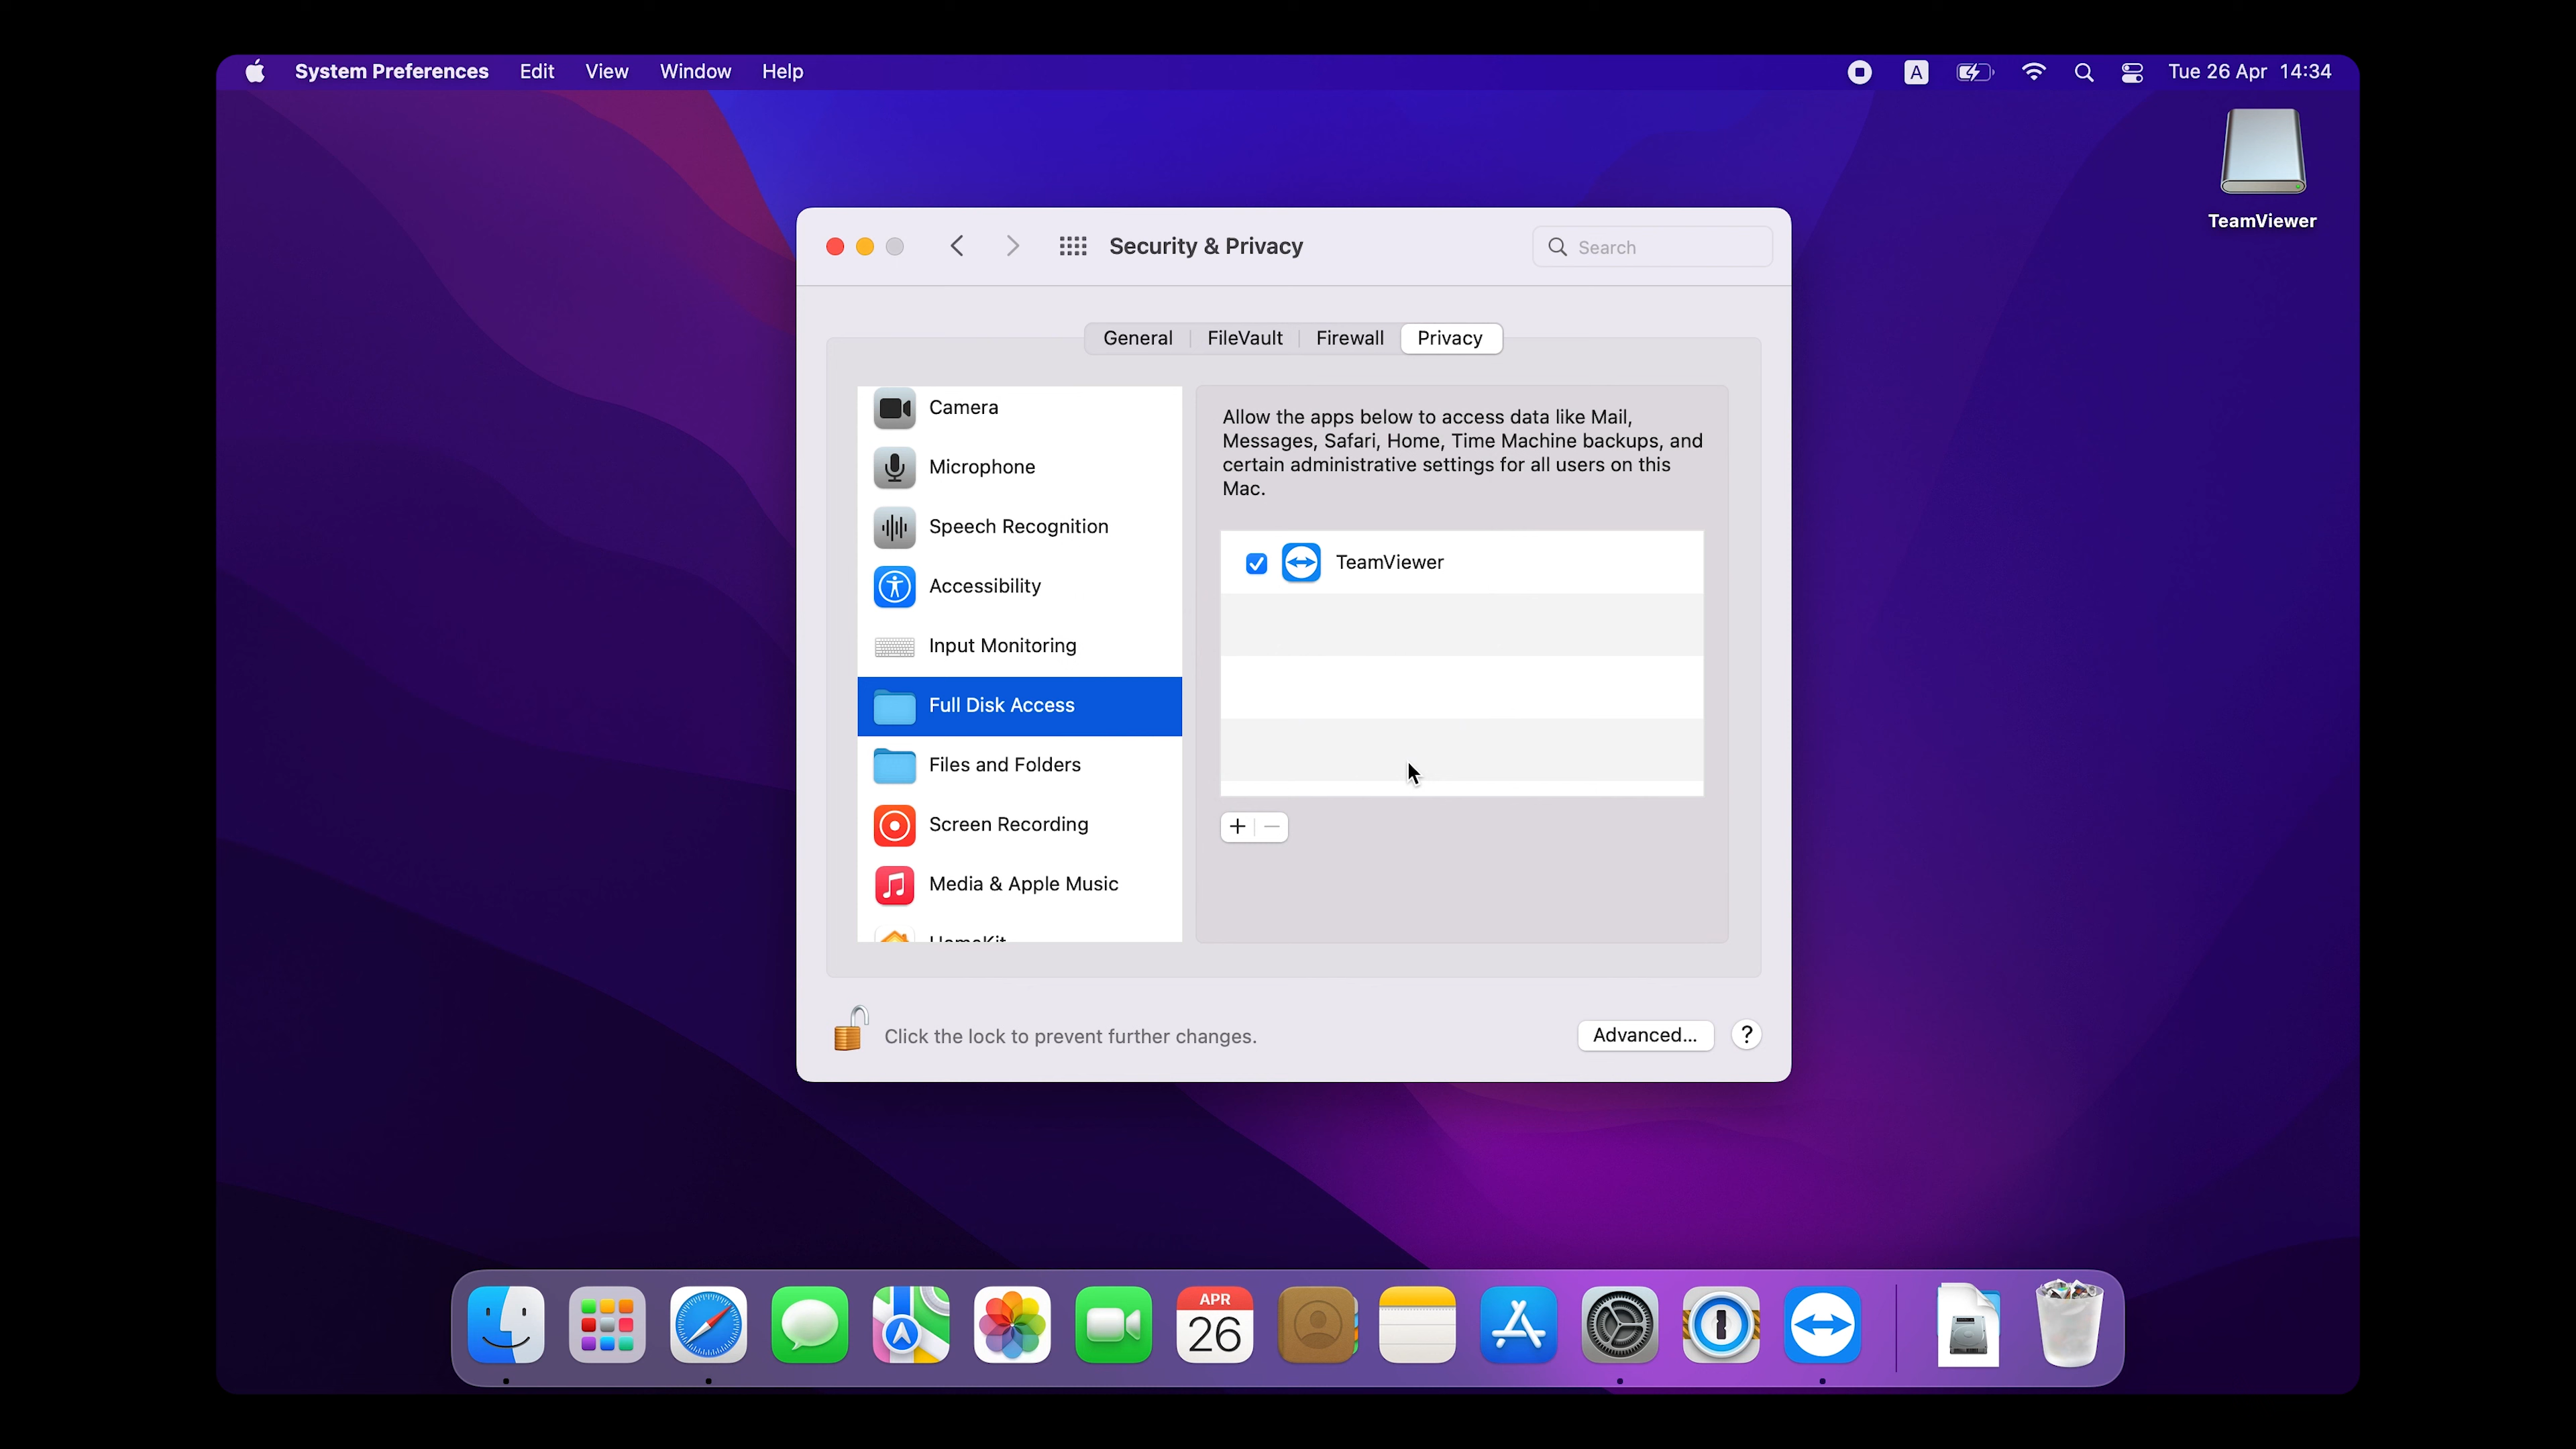 System Preferences Edit View Window Help
A Tue 26 Apr 14:34
TeamViewer
Security & Privacy
Search
General FileVault Firewall Privacy
Camera
Microphone
Speech Recognition
Accessibility
Input Monitoring
Full Disk Access
Files and Folders
Screen Recording
Media & Apple Music
HomeKit
Allow the apps below to access data like Mail,
Messages, Safari, Home, Time Machine backups, and
certain administrative settings for all users on this
Mac.
TeamViewer
+ −
Click the lock to prevent further changes.
Advanced... ?
APR
26